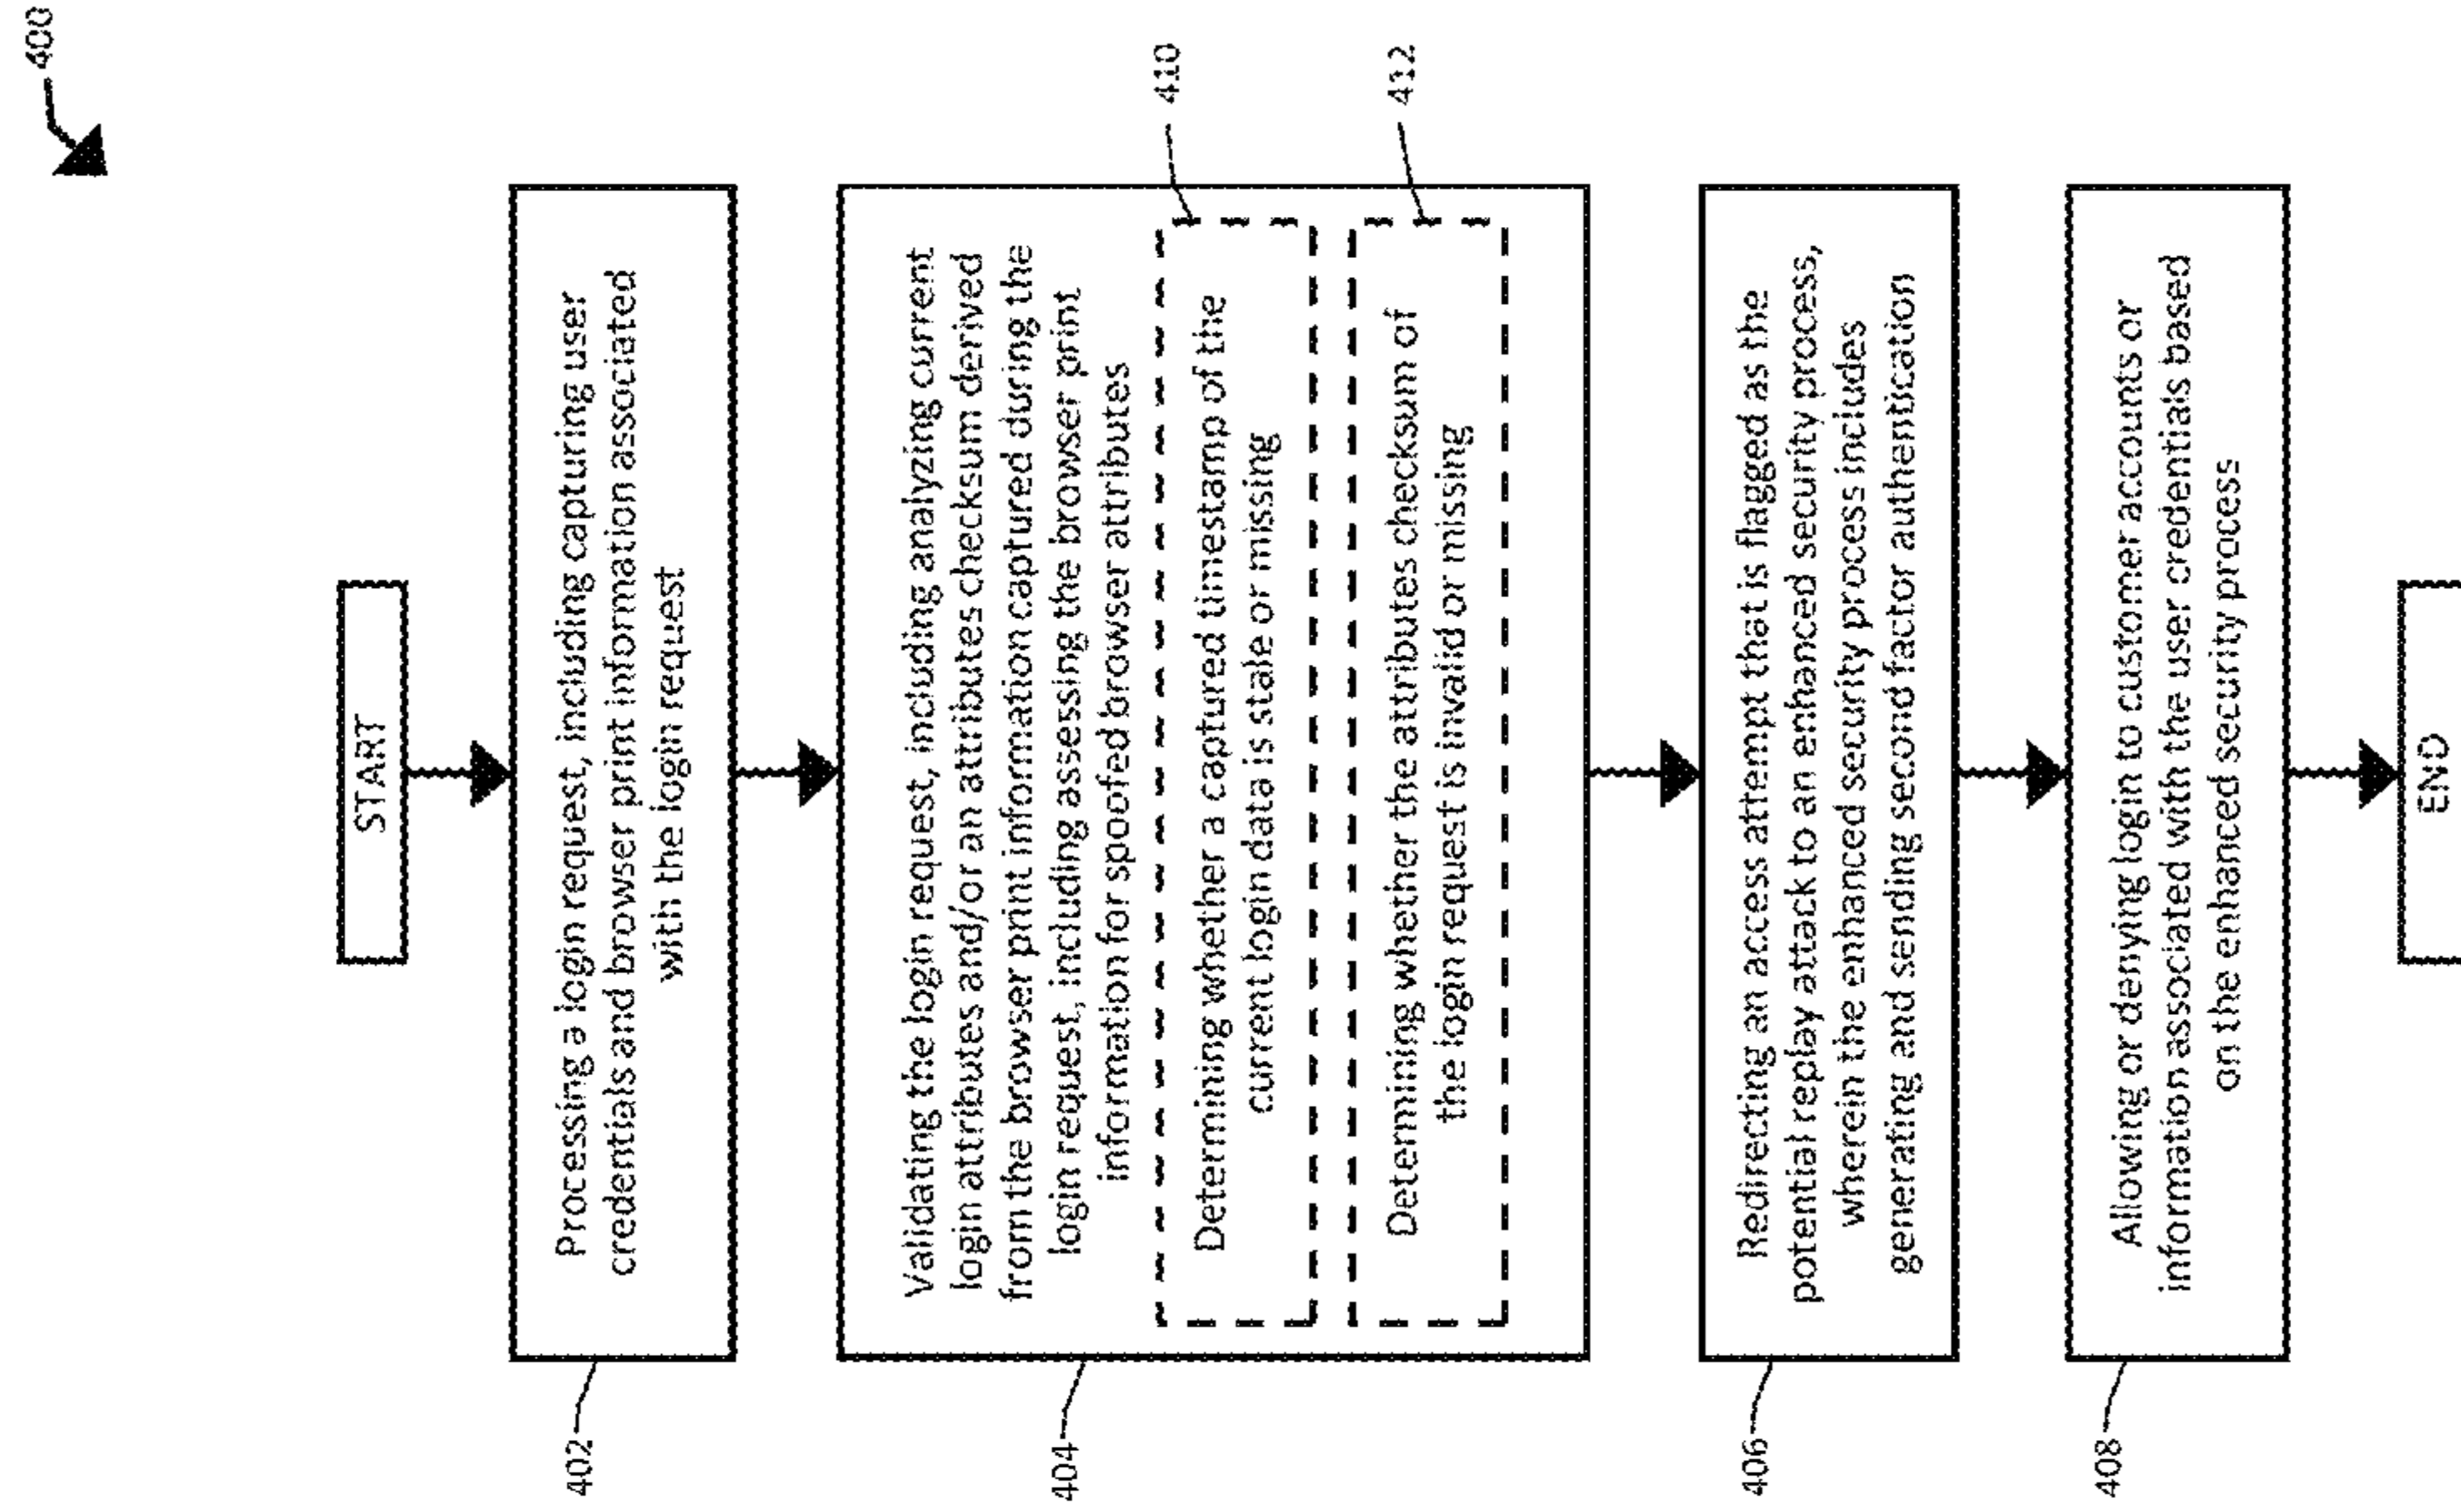 400
START
Processing a login request, including capturing user
credentials and browser print information associated
with the login request
402
Validating the login request, including analyzing current
login attributes and/or an attributes checksum derived
from the browser print information captured during the
login request, including assessing the browser print
information for spoofed browser attributes
404
Determining whether a captured timestamp of the
current login data is stale or missing
410
Determining whether the attributes checksum of
the login request is invalid or missing
412
Redirecting an access attempt that is flagged as the
potential replay attack to an enhanced security process,
wherein the enhanced security process includes
generating and sending second factor authentication
406
Allowing or denying login to customer accounts or
information associated with the user credentials based
on the enhanced security process
408
END